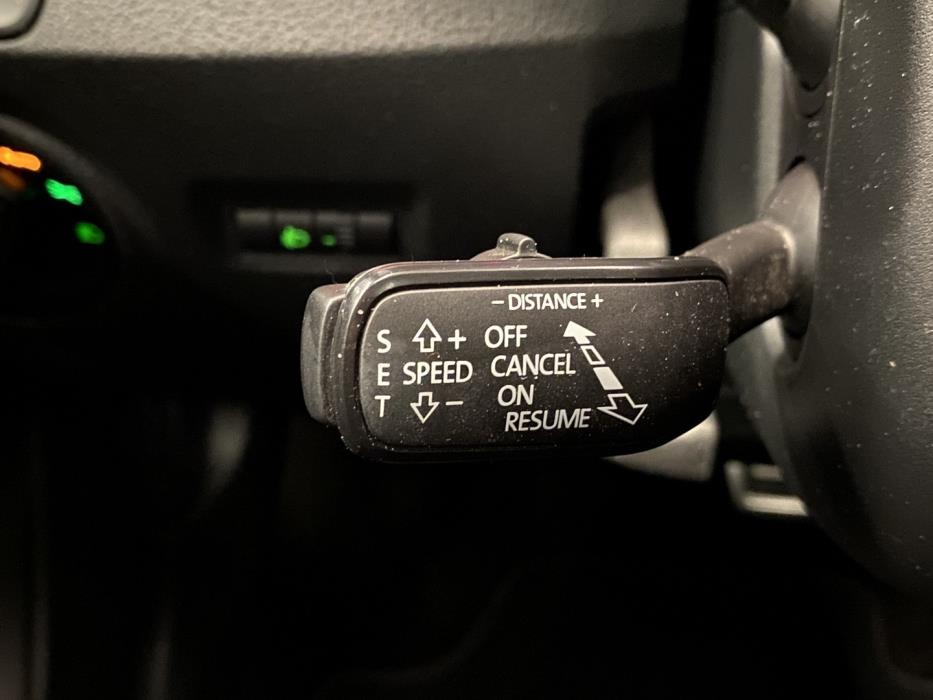 − DISTANCE +
S + OFF
E SPEED CANCEL
T − ON
RESUME